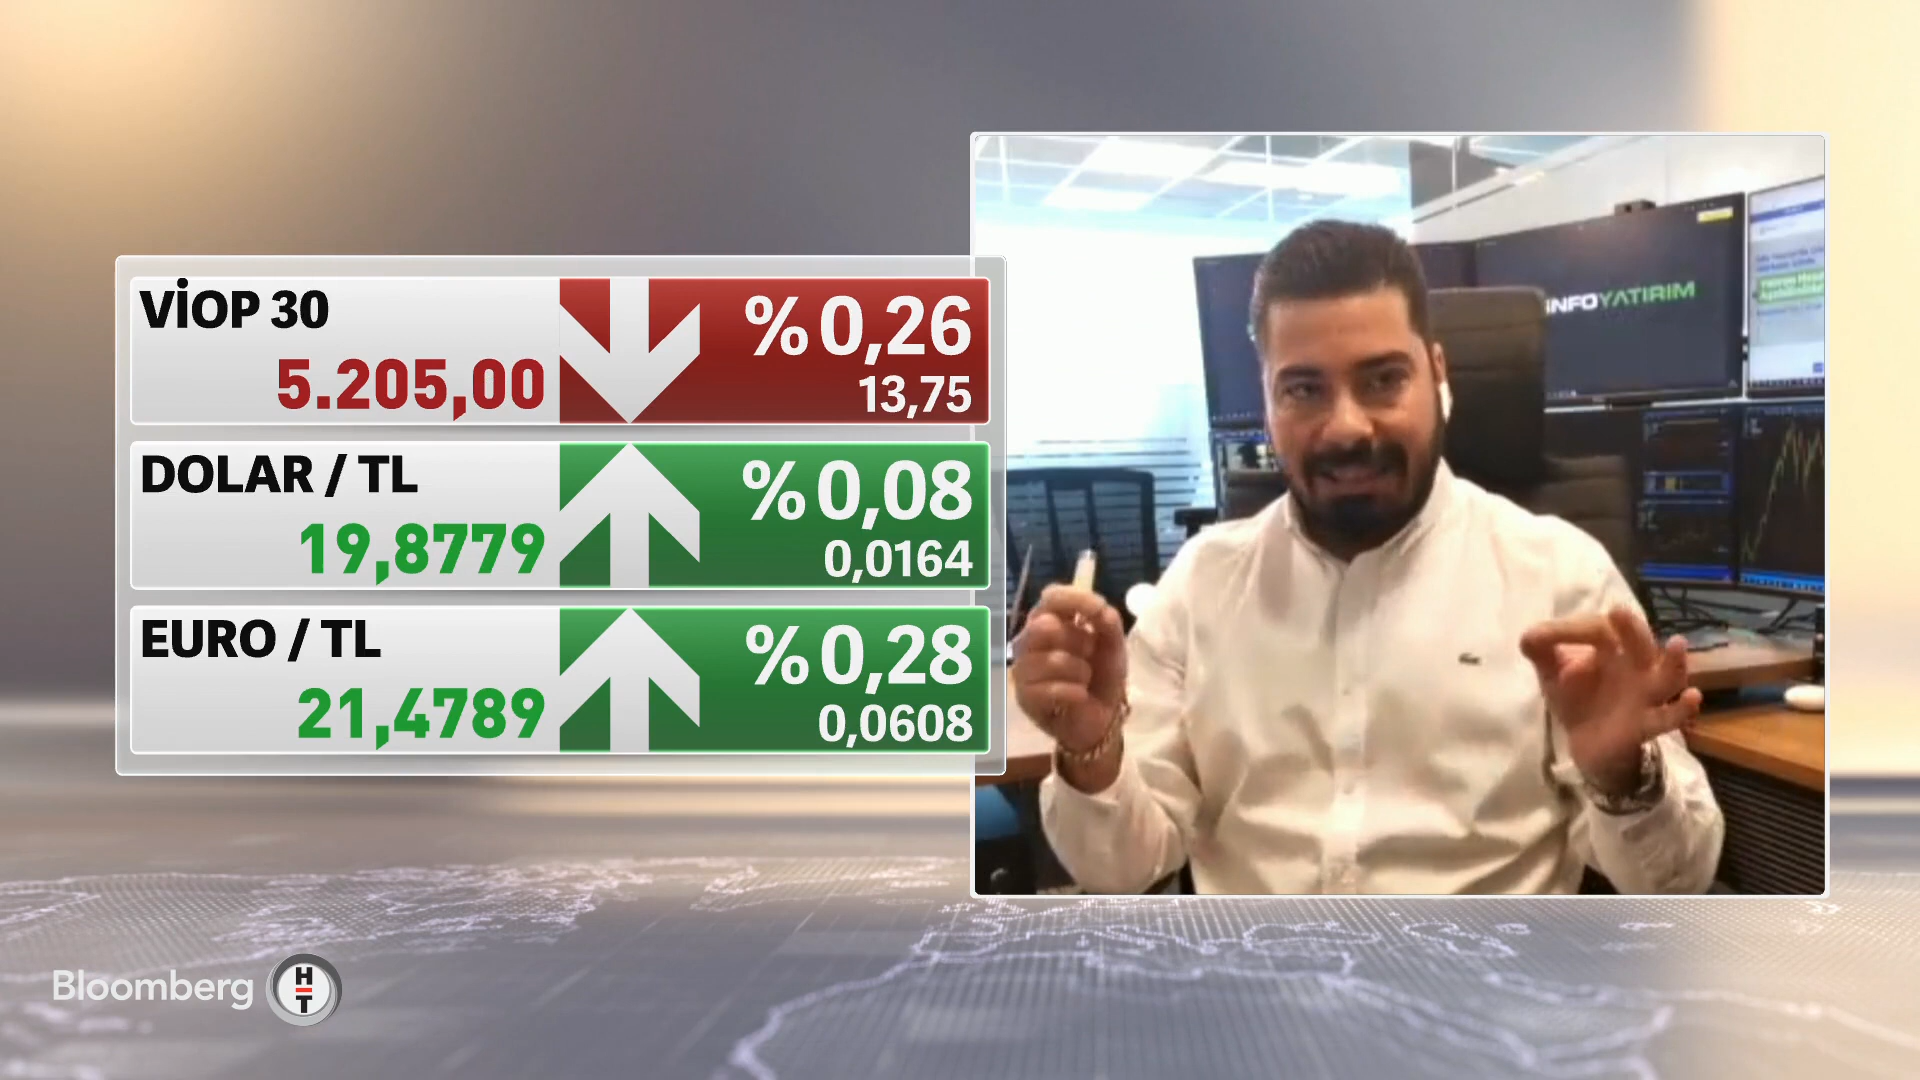 VİOP 30
5.205,00
%0,26
13,75
DOLAR / TL
19,8779
%0,08
0,0164
EURO / TL
21,4789
%0,28
0,0608
INFOYATIRIM
Bloomberg HT